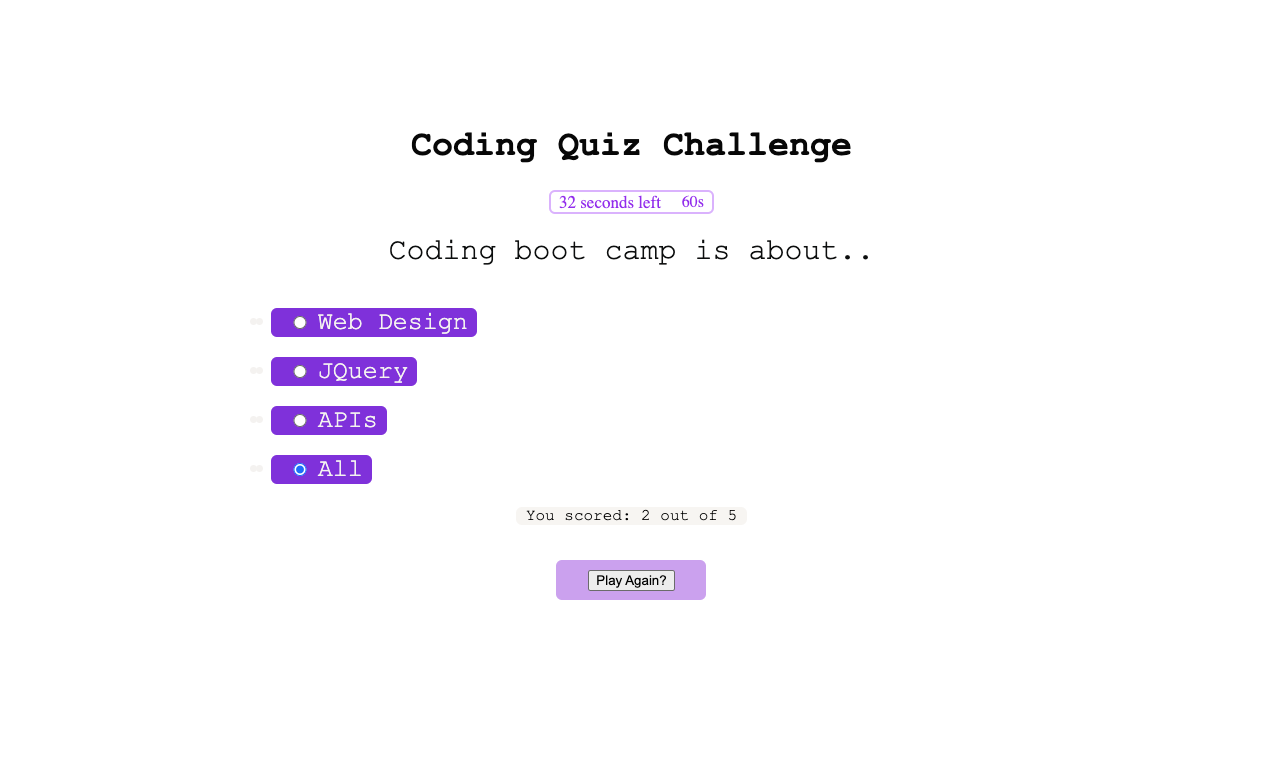 Coding Quiz Challenge
32 seconds left 60s
Coding boot camp is about..
Web Design
JQuery
APIs
All
You scored: 2 out of 5
Play Again?